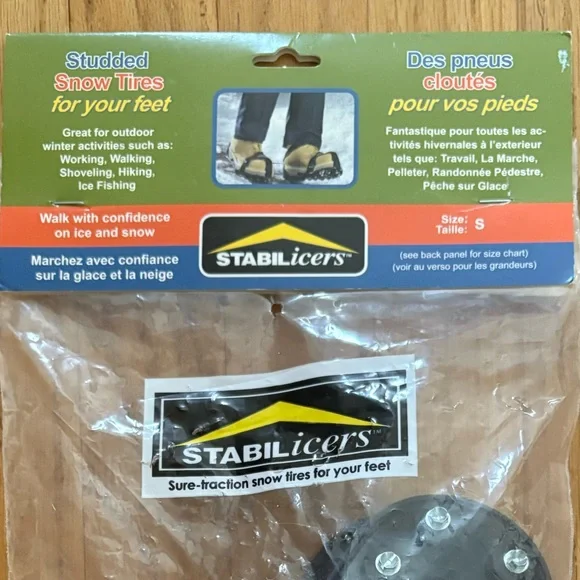 Studded
Snow Tires
for your feet
Great for outdoor
winter activities such as:
Working, Walking,
Shoveling, Hiking,
Ice Fishing
Des pneus
cloutés
pour vos pieds
Fantastique pour toutes les ac-
tivités hivernales à l'exterieur
tels que: Travail, La Marche,
Pelleter, Randonnée Pédestre,
Pêche sur Glace
Walk with confidence
on ice and snow
Marchez avec confiance
sur la glace et la neige
STABILicers™
Size: S
Taille:
(see back panel for size chart)
(voir au verso pour les grandeurs)
STABILicers™
Sure-traction snow tires for your feet